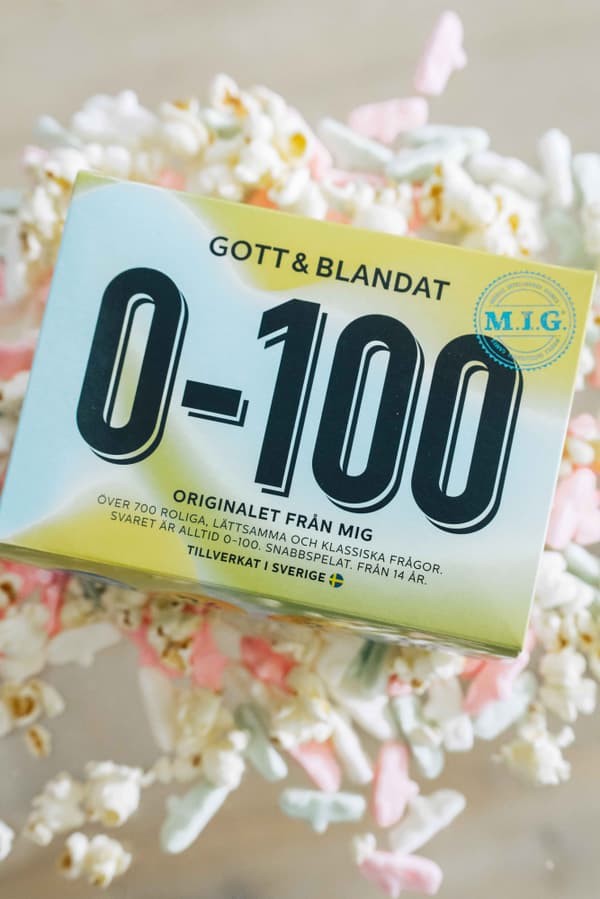 GOTT & BLANDAT
M.I.G.®
0-100
ORIGINALET FRÅN MIG
ÖVER 700 ROLIGA, LÄTTSAMMA OCH KLASSISKA FRÅGOR.
SVARET ÄR ALLTID 0-100. SNABBSPELAT. FRÅN 14 ÅR.
TILLVERKAT I SVERIGE